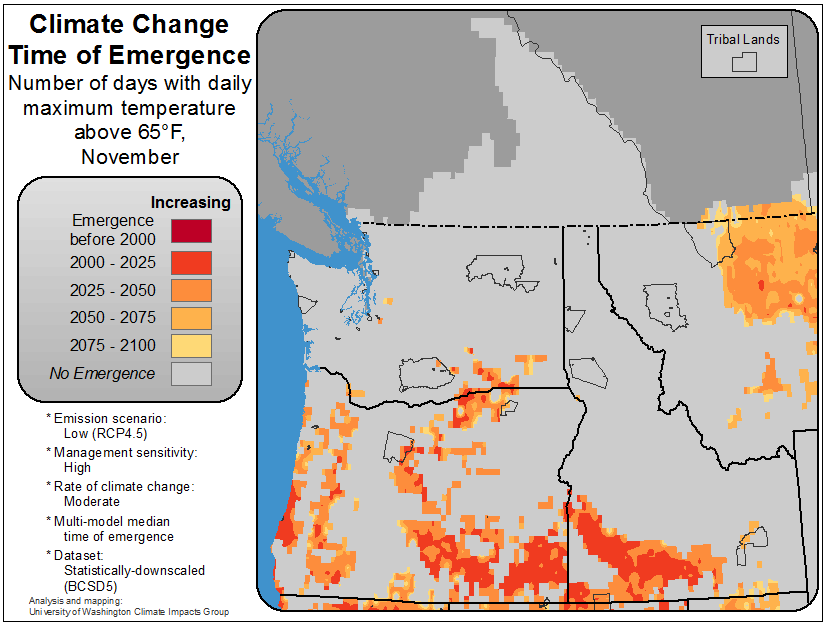 Climate Change
Time of Emergence
Number of days with daily
maximum temperature
above 65°F,
November
Tribal Lands
Increasing
Emergence
before 2000
2000 - 2025
2025 - 2050
2050 - 2075
2075 - 2100
No Emergence
* Emission scenario:
Low (RCP4.5)
* Management sensitivity:
High
* Rate of climate change:
Moderate
* Multi-model median
time of emergence
* Dataset:
Statistically-downscaled
(BCSD5)
Analysis and mapping:
University of Washington Climate Impacts Group